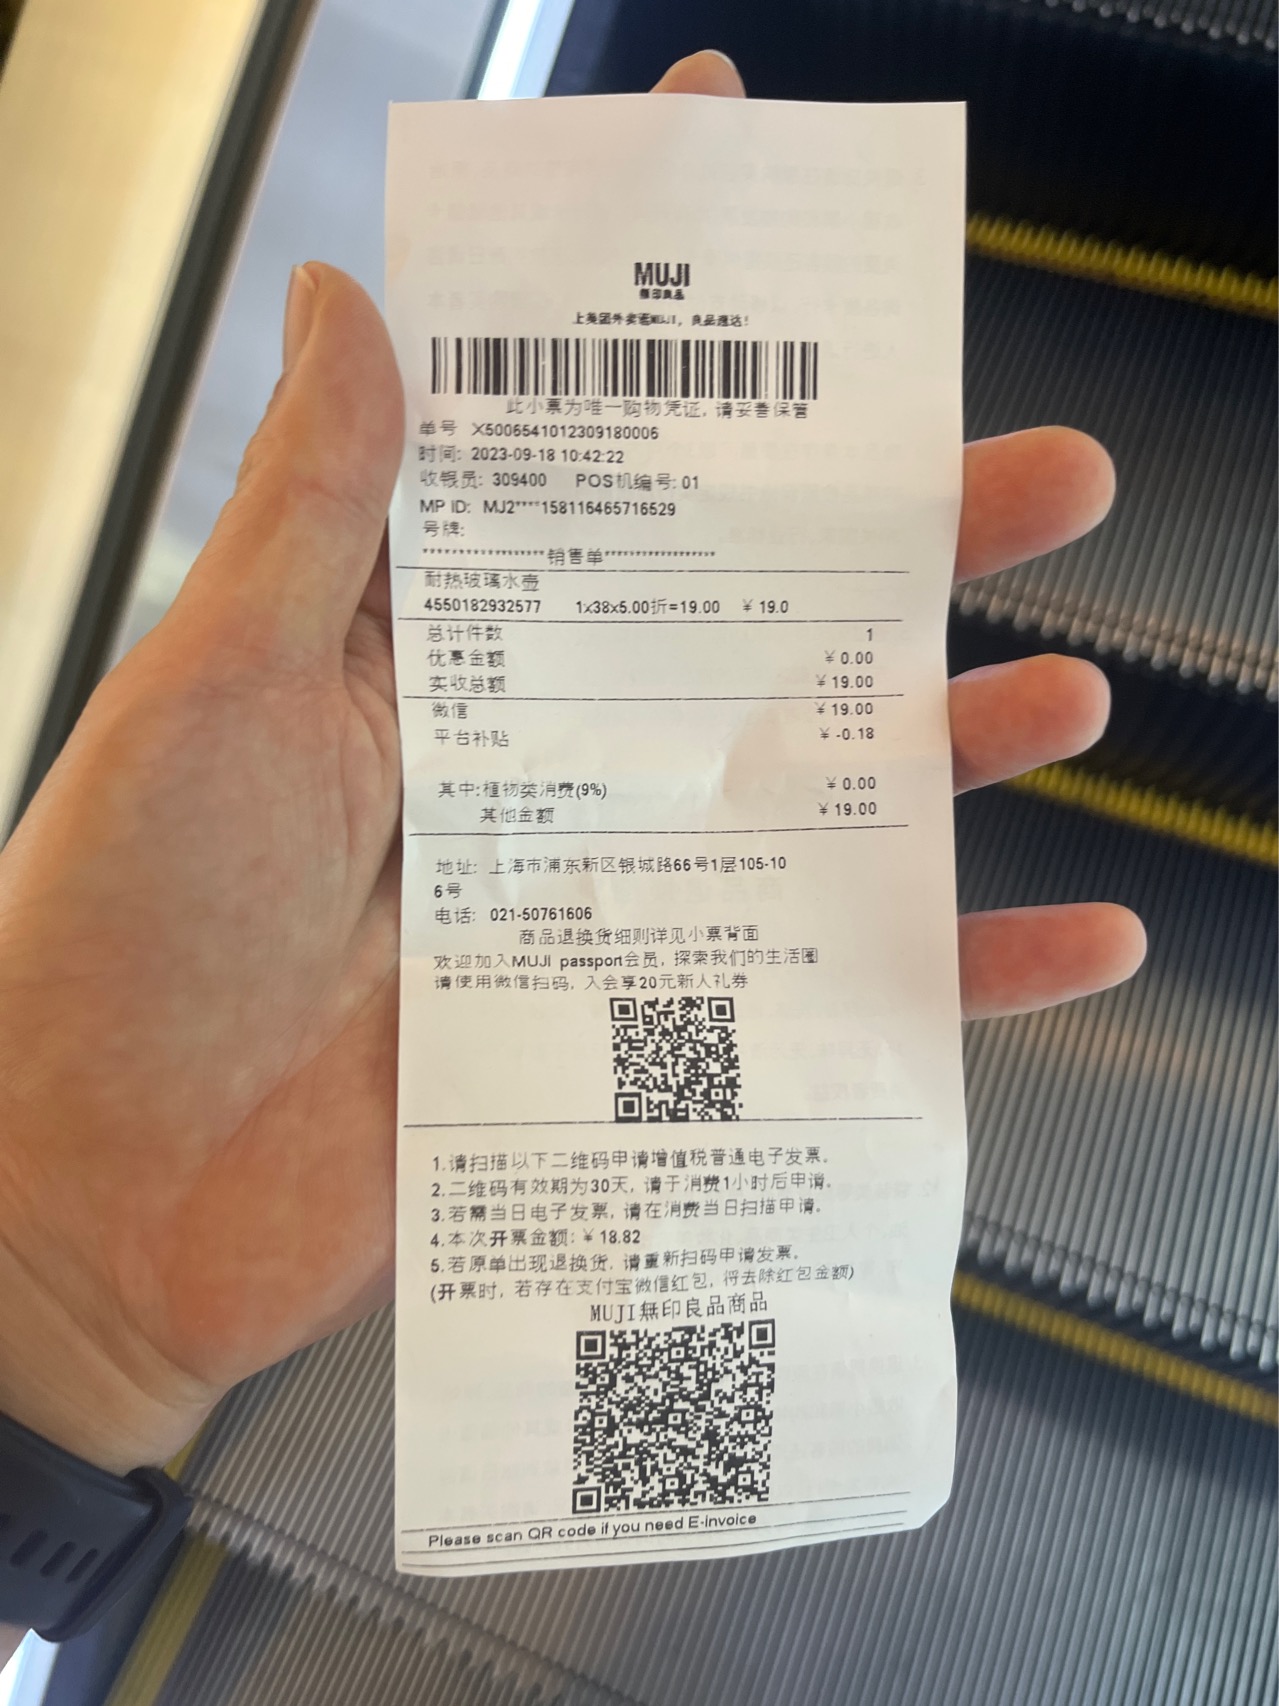 MUJI
無印良品
上美团外卖逛MUJI，良品速达！
此小票为唯一购物凭证, 请妥善保管
单号 X5006541012309180006
时间: 2023-09-18 10:42:22
收银员: 309400 POS机编号: 01
MP ID: MJ2****158116465716529
号牌:
******************销售单******************
耐热玻璃水壶
4550182932577 1x38x5.00折=19.00 ￥ 19.0
总计件数 1
优惠金额 ￥ 0.00
实收总额 ￥ 19.00
微信 ￥ 19.00
平台补贴 ￥ -0.18
其中:植物类消费(9%) ￥ 0.00
其他金额 ￥ 19.00
地址: 上海市浦东新区银城路66号1层105-10
6号
电话: 021-50761606
商品退换货细则详见小票背面
欢迎加入MUJI passport会员, 探索我们的生活圈
请使用微信扫码, 入会享20元新人礼券
1.请扫描以下二维码申请增值税普通电子发票。
2.二维码有效期为30天, 请于消费1小时后申请。
3.若需当日电子发票, 请在消费当日扫描申请。
4.本次开票金额: ￥ 18.82
5.若原单出现退换货, 请重新扫码申请发票。
(开票时, 若存在支付宝微信红包, 得去除红包金额)
MUJI無印良品商品
Please scan QR code if you need E-invoice